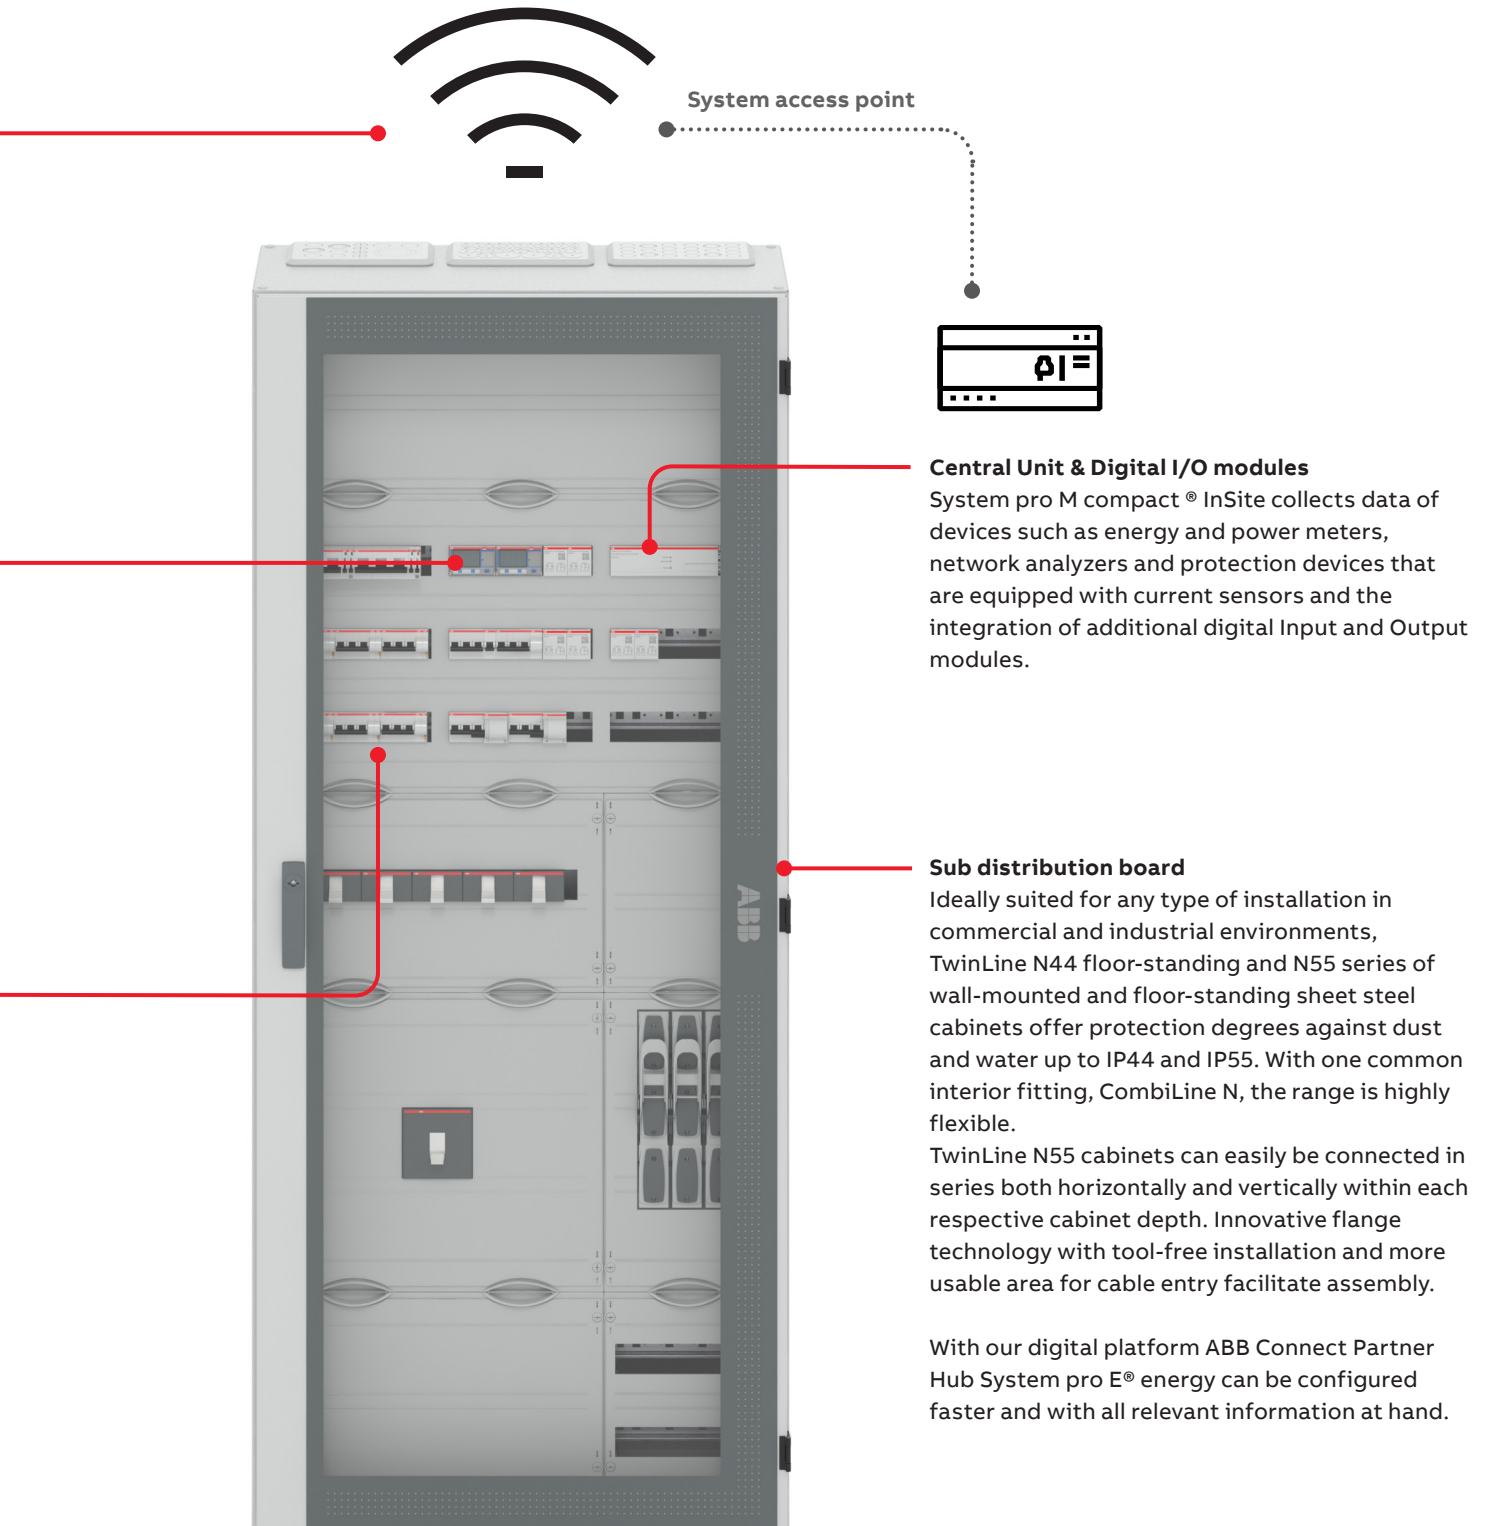 System access point
Central Unit & Digital I/O modules
System pro M compact ® InSite collects data of
devices such as energy and power meters,
network analyzers and protection devices that
are equipped with current sensors and the
integration of additional digital Input and Output
modules.
ABB
Sub distribution board
Ideally suited for any type of installation in
commercial and industrial environments,
TwinLine N44 floor-standing and N55 series of
wall-mounted and floor-standing sheet steel
cabinets offer protection degrees against dust
and water up to IP44 and IP55. With one common
interior fitting, CombiLine N, the range is highly
flexible.
TwinLine N55 cabinets can easily be connected in
series both horizontally and vertically within each
respective cabinet depth. Innovative flange
technology with tool-free installation and more
usable area for cable entry facilitate assembly.
With our digital platform ABB Connect Partner
Hub System pro E® energy can be configured
faster and with all relevant information at hand.